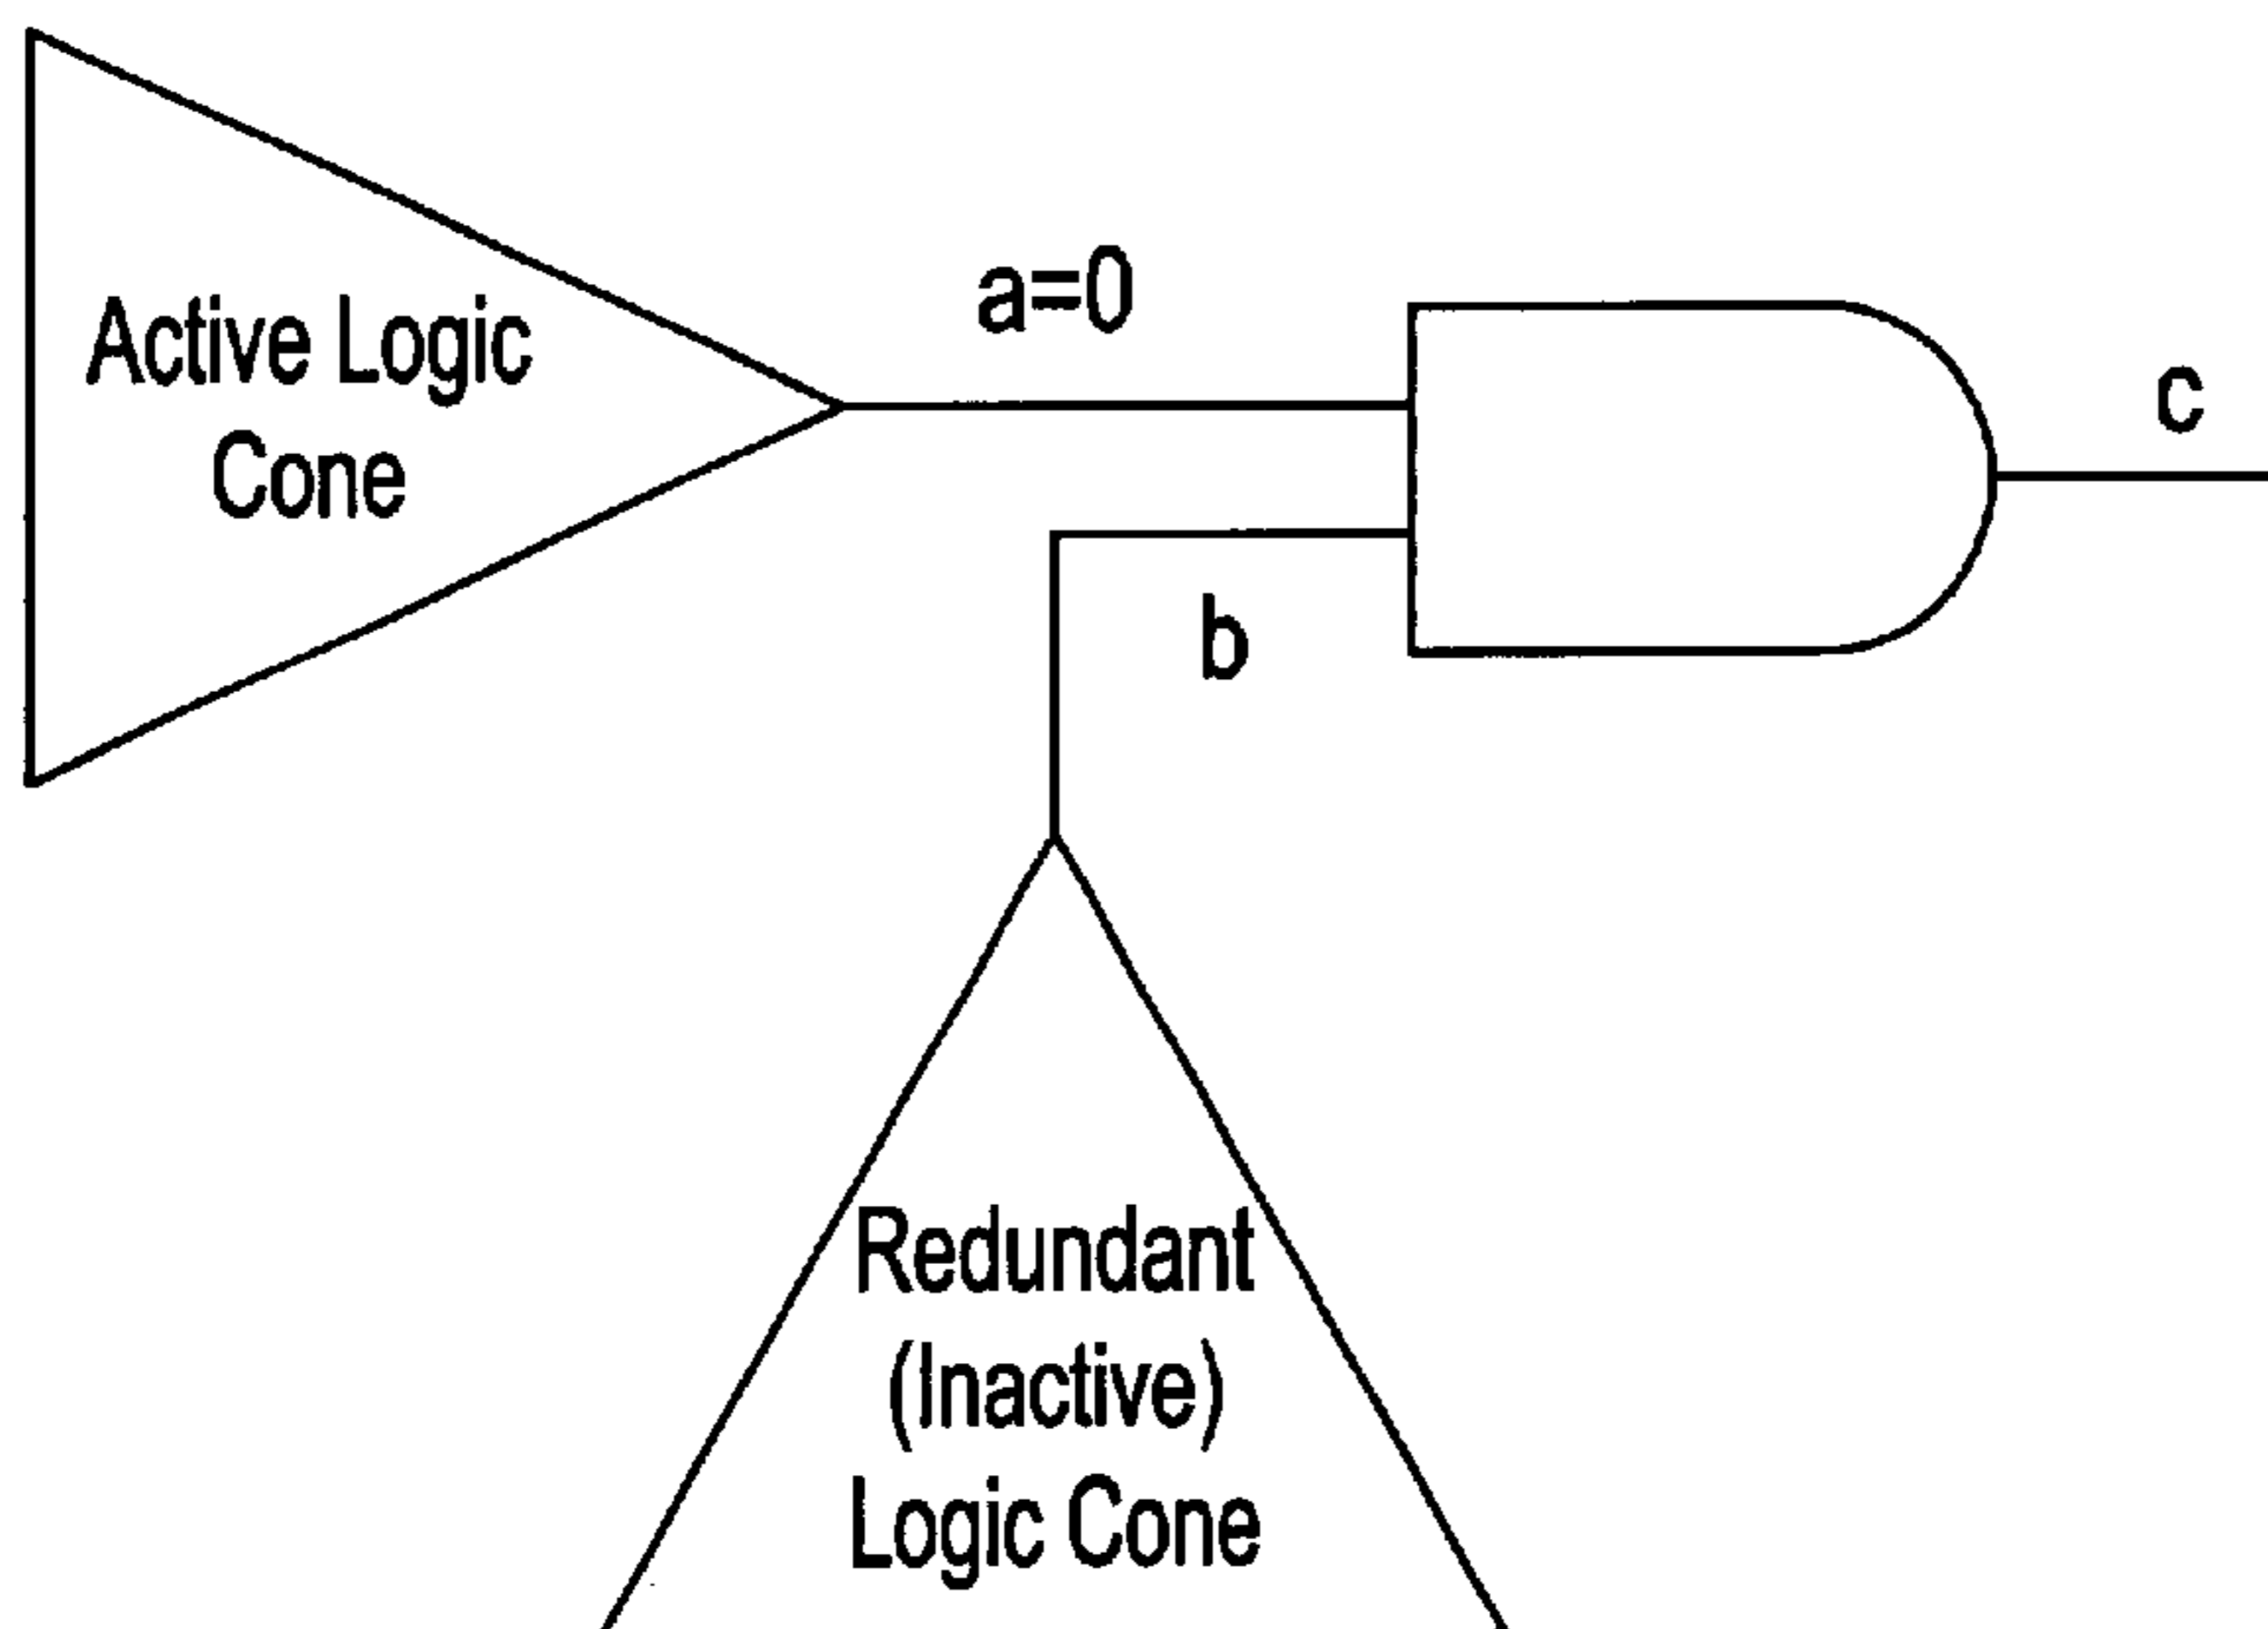 Active Logic
Cone
a=0
c
b
Redundant
(Inactive)
Logic Cone